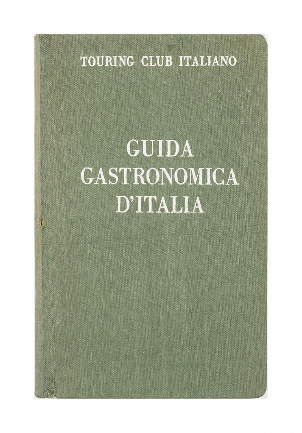 TOURING CLUB ITALIANO
GUIDA
GASTRONOMICA
D'ITALIA